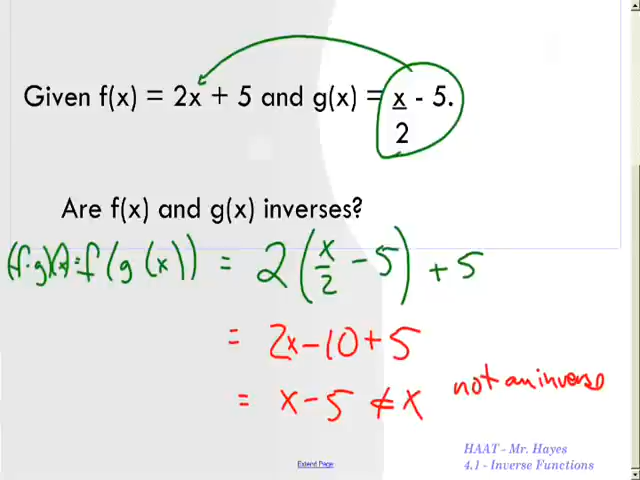 Given f(x) = 2x + 5 and g(x) = x - 5.
2
Are f(x) and g(x) inverses?
(f∘g)(x) = f(g(x)) = 2(x/2 - 5) + 5
= 2x - 10 + 5
= x - 5 ≠ x not an inverse
HAAT - Mr. Hayes
Extend Page
4.1 - Inverse Functions